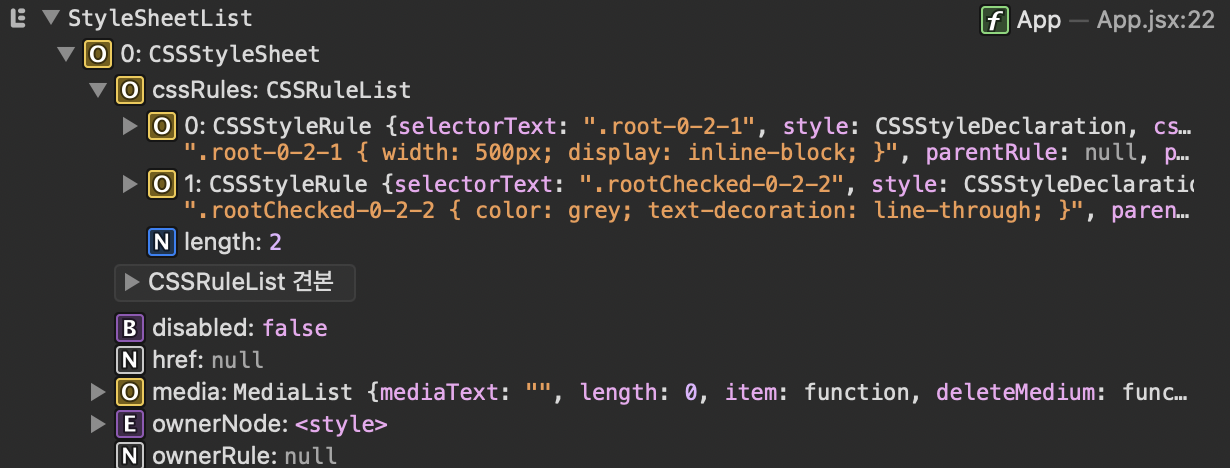 E StyleSheetList f App — App.jsx:22
O 0: CSSStyleSheet
O cssRules: CSSRuleList
O 0: CSSStyleRule {selectorText: ".root-0-2-1", style: CSSStyleDeclaration, cs…
".root-0-2-1 { width: 500px; display: inline-block; }", parentRule: null, p…
O 1: CSSStyleRule {selectorText: ".rootChecked-0-2-2", style: CSSStyleDeclaratio
".rootChecked-0-2-2 { color: grey; text-decoration: line-through; }", paren…
N length: 2
CSSRuleList 견본
B disabled: false
N href: null
O media: MediaList {mediaText: "", length: 0, item: function, deleteMedium: func…
E ownerNode: <style>
N ownerRule: null